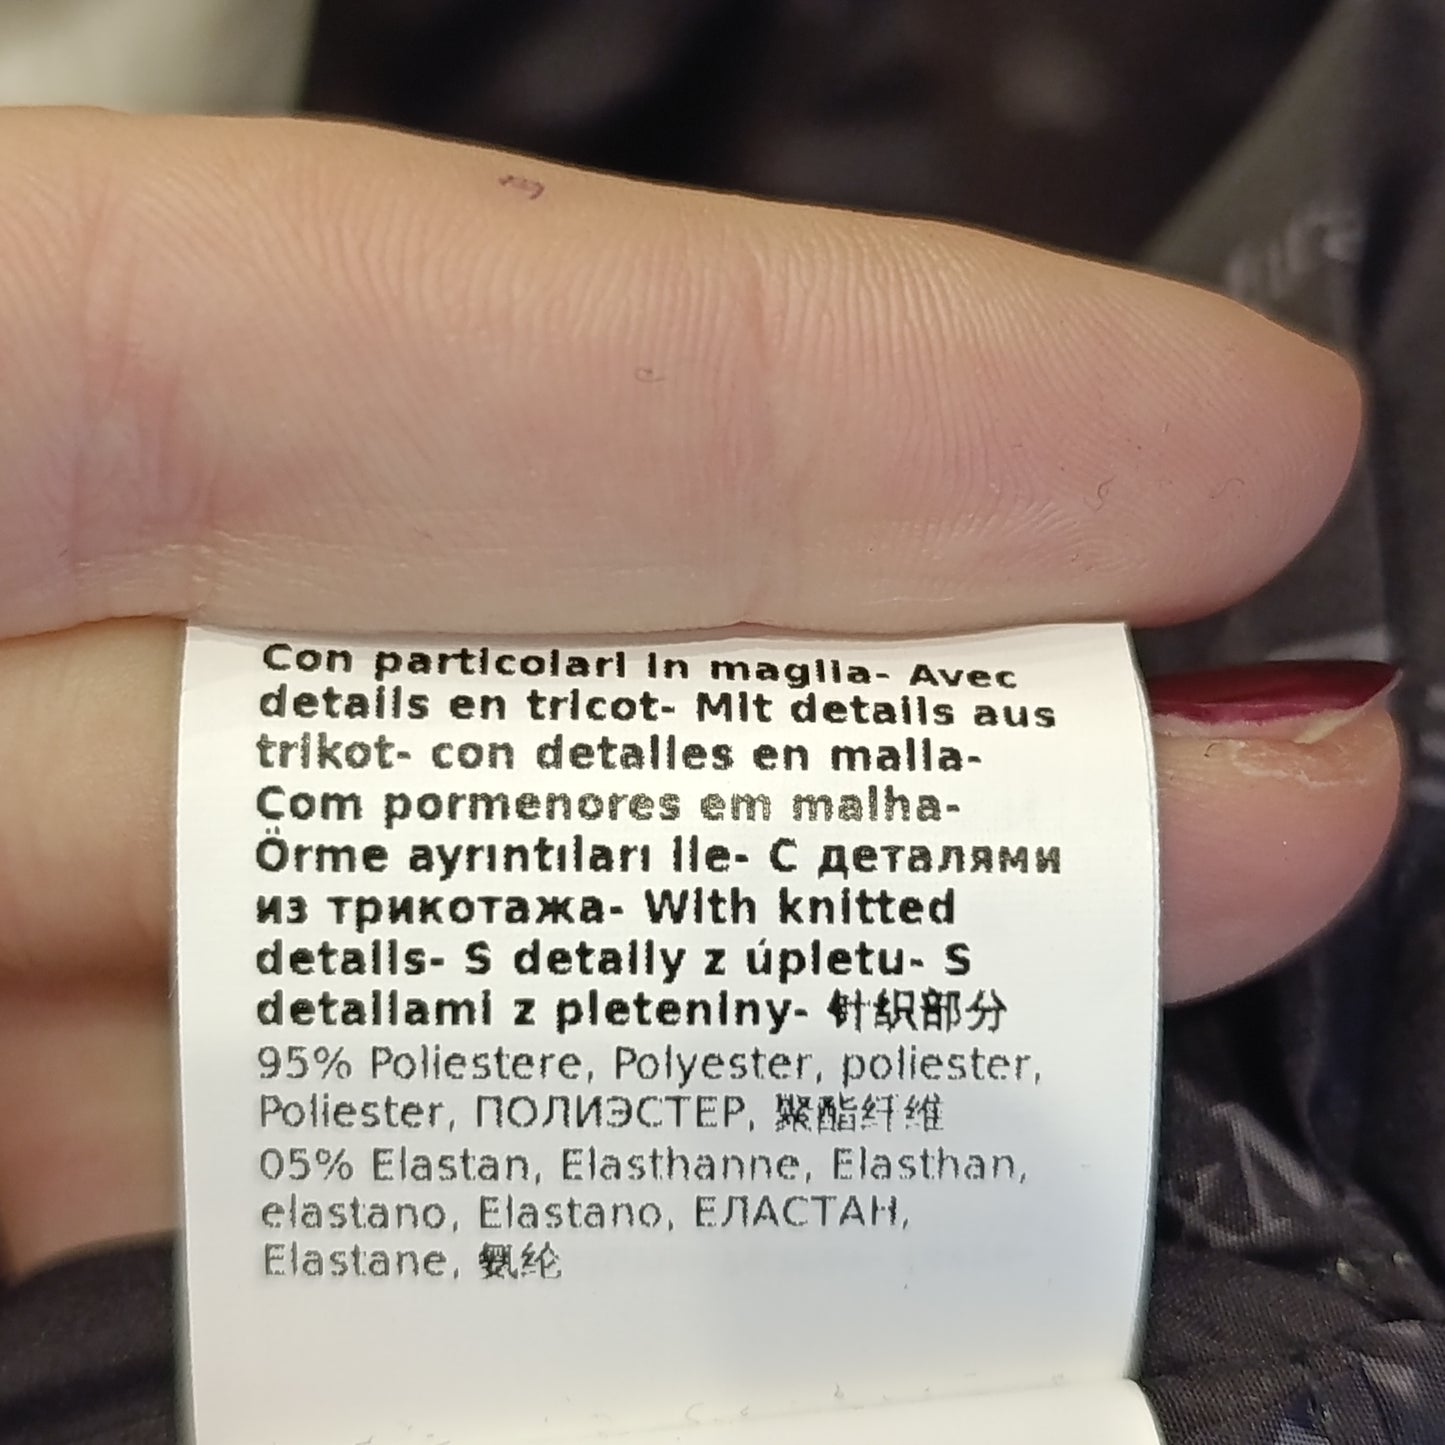 Con particolari in maglia- Avec
details en tricot- Mit details aus
trikot- con detalles en malla-
Com pormenores em malha-
Örme ayrıntıları ile- С деталями
из трикотажа- With knitted
details- S detaily z úpletu- S
detailami z pleteniny- 针织部分
95% Poliestere, Polyester, poliester,
Poliester, ПОЛИЭСТЕР, 聚酯纤维
05% Elastan, Elasthanne, Elasthan,
elastano, Elastano, ЕЛАСТАН,
Elastane, 氨纶